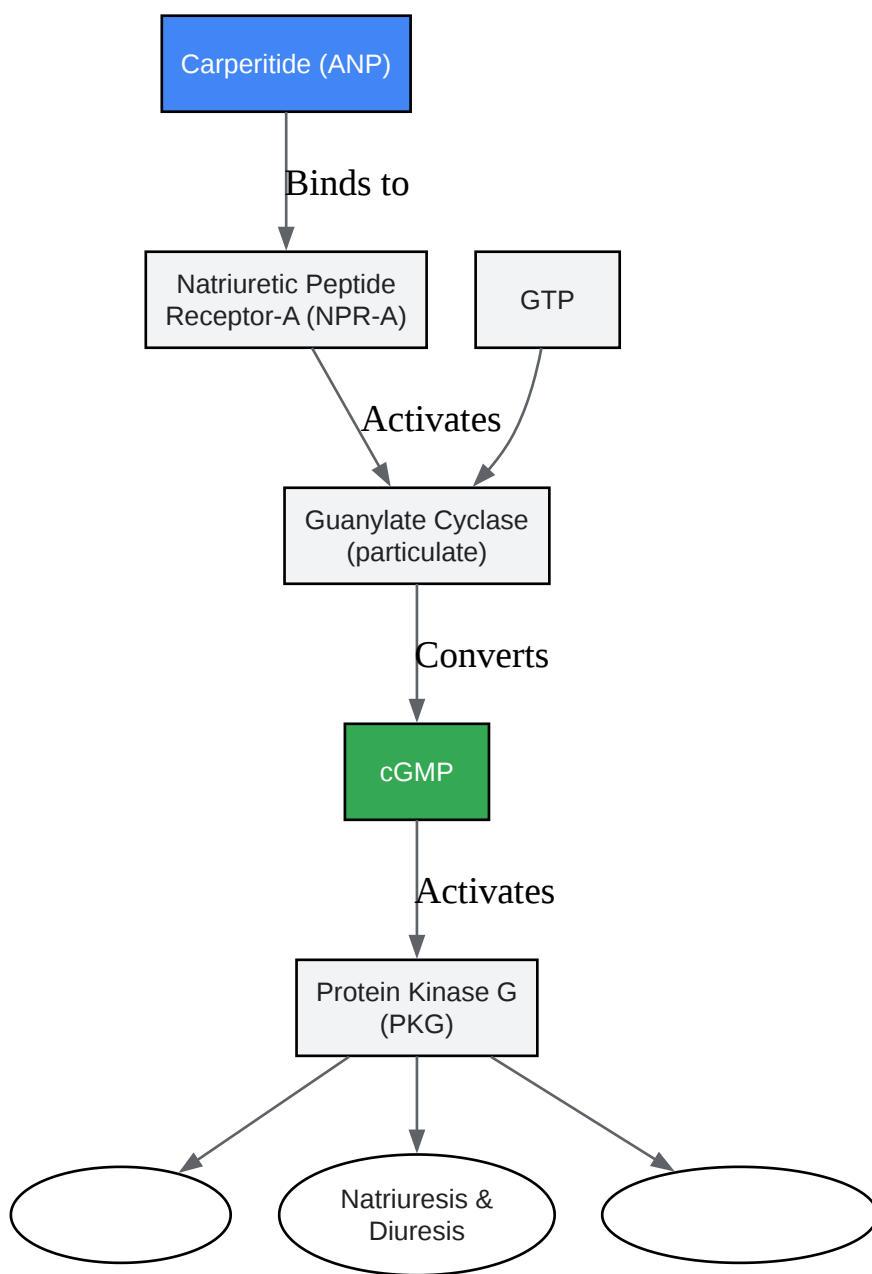 Carperitide (ANP)
Binds to
Natriuretic Peptide
Receptor-A (NPR-A)
GTP
Activates
Guanylate Cyclase
(particulate)
Converts
cGMP
Activates
Protein Kinase G
(PKG)
Natriuresis &
Diuresis